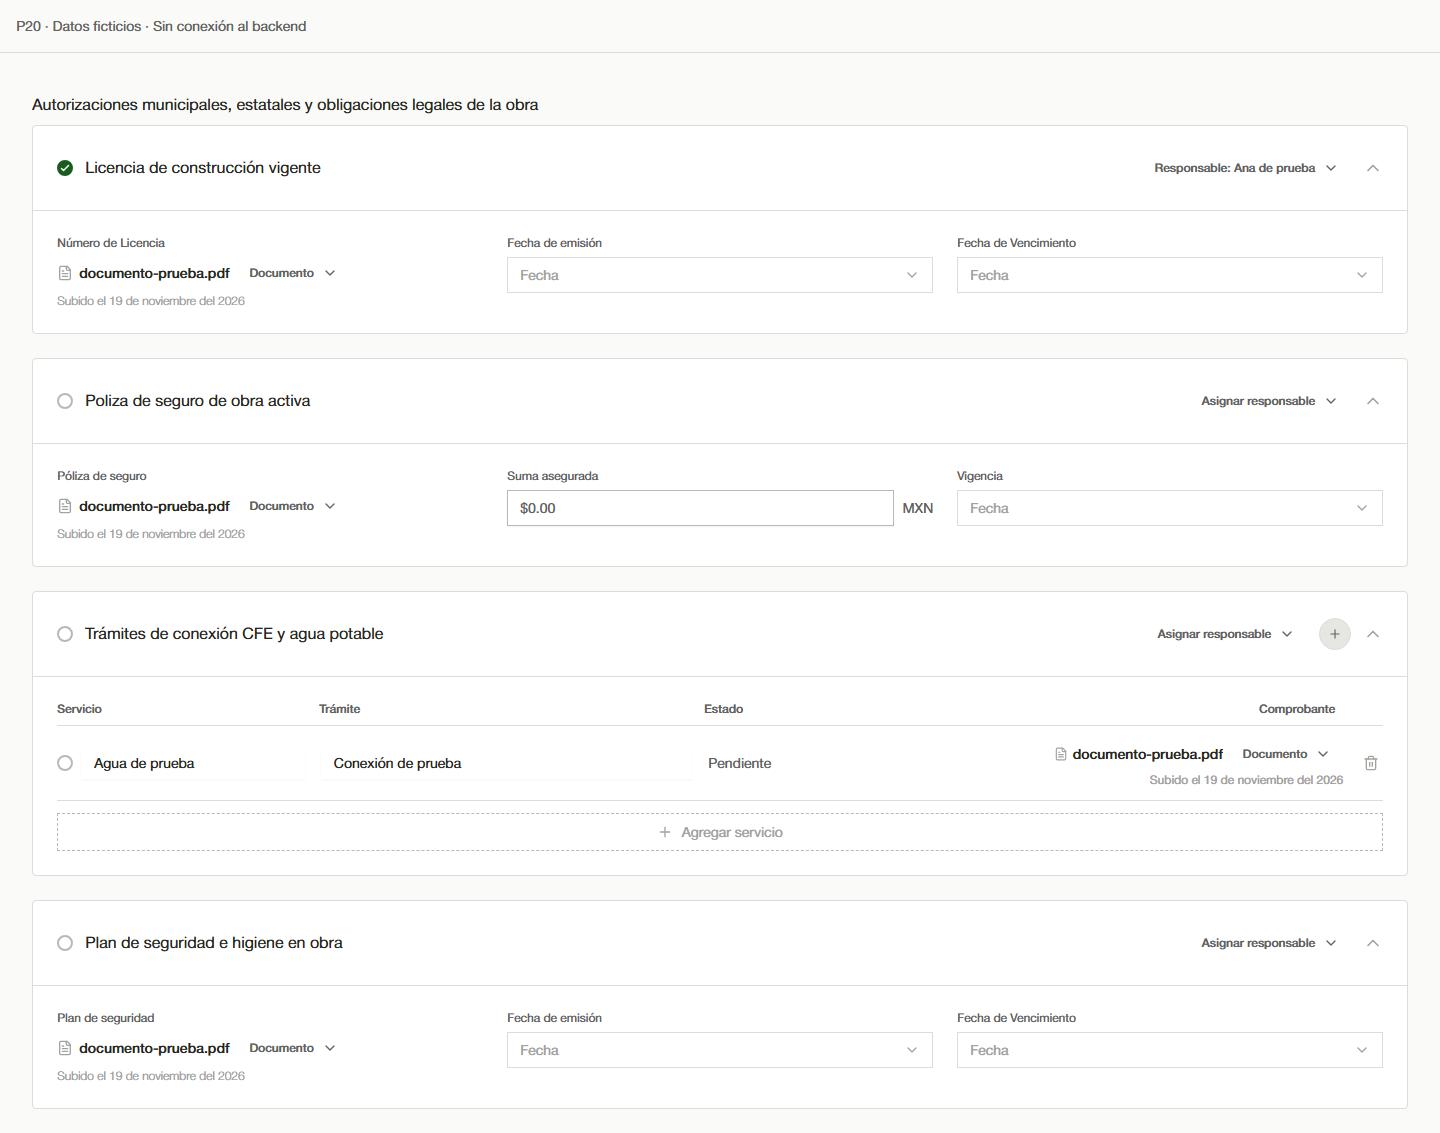 P20 · Datos ficticios · Sin conexión al backend
Autorizaciones municipales, estatales y obligaciones legales de la obra
Licencia de construcción vigente
Responsable: Ana de prueba
Número de Licencia
Fecha de emisión
Fecha de Vencimiento
documento-prueba.pdf Documento
Fecha
Fecha
Subido el 19 de noviembre del 2026
Poliza de seguro de obra activa
Asignar responsable
Póliza de seguro
Suma asegurada
Vigencia
documento-prueba.pdf Documento
$0.00 MXN
Fecha
Subido el 19 de noviembre del 2026
Trámites de conexión CFE y agua potable
Asignar responsable
+
Servicio Trámite Estado Comprobante
Agua de prueba Conexión de prueba Pendiente documento-prueba.pdf Documento
Subido el 19 de noviembre del 2026
+ Agregar servicio
Plan de seguridad e higiene en obra
Asignar responsable
Plan de seguridad
Fecha de emisión
Fecha de Vencimiento
documento-prueba.pdf Documento
Fecha
Fecha
Subido el 19 de noviembre del 2026